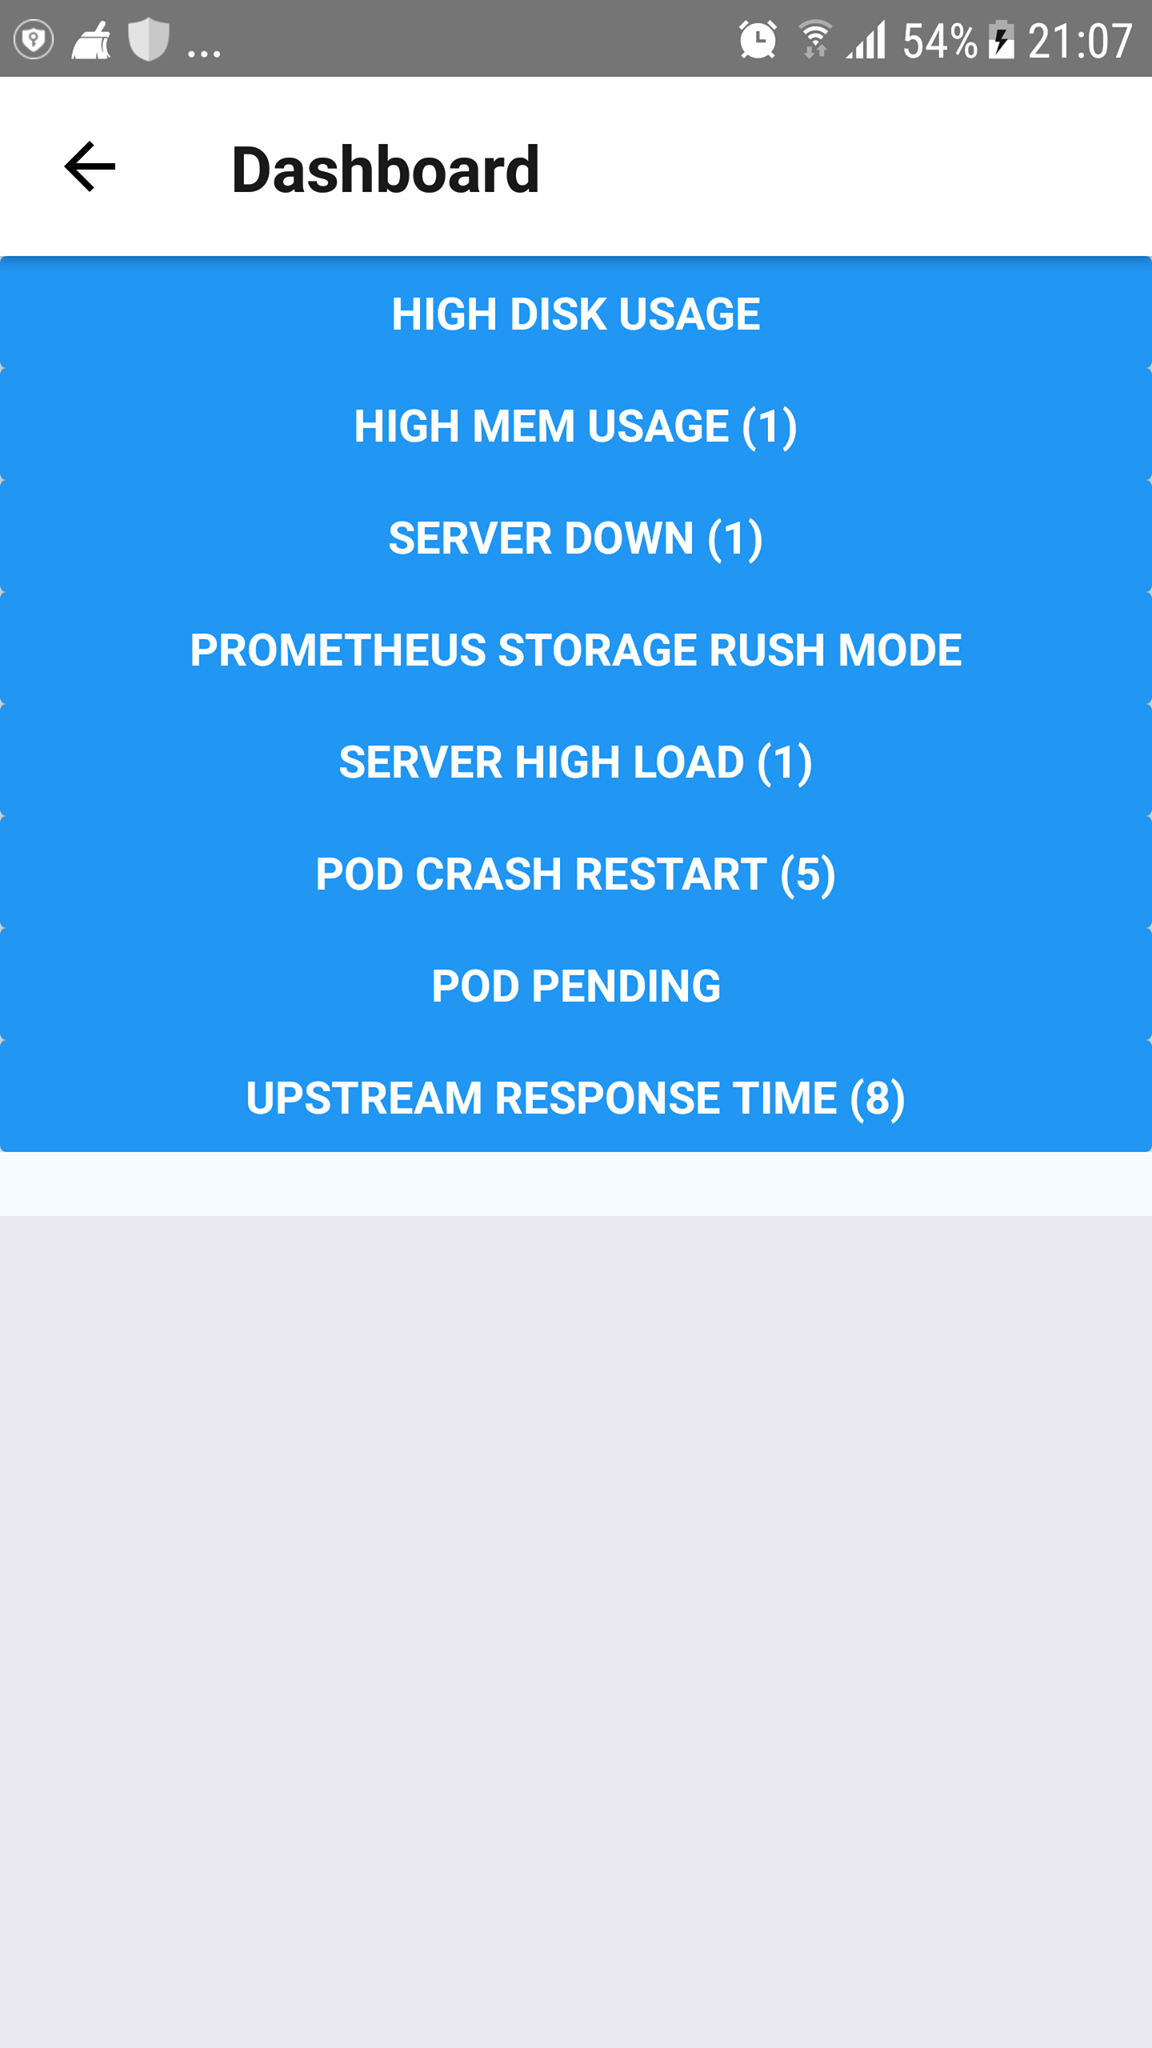 ... 54% 21:07
Dashboard
HIGH DISK USAGE
HIGH MEM USAGE (1)
SERVER DOWN (1)
PROMETHEUS STORAGE RUSH MODE
SERVER HIGH LOAD (1)
POD CRASH RESTART (5)
POD PENDING
UPSTREAM RESPONSE TIME (8)